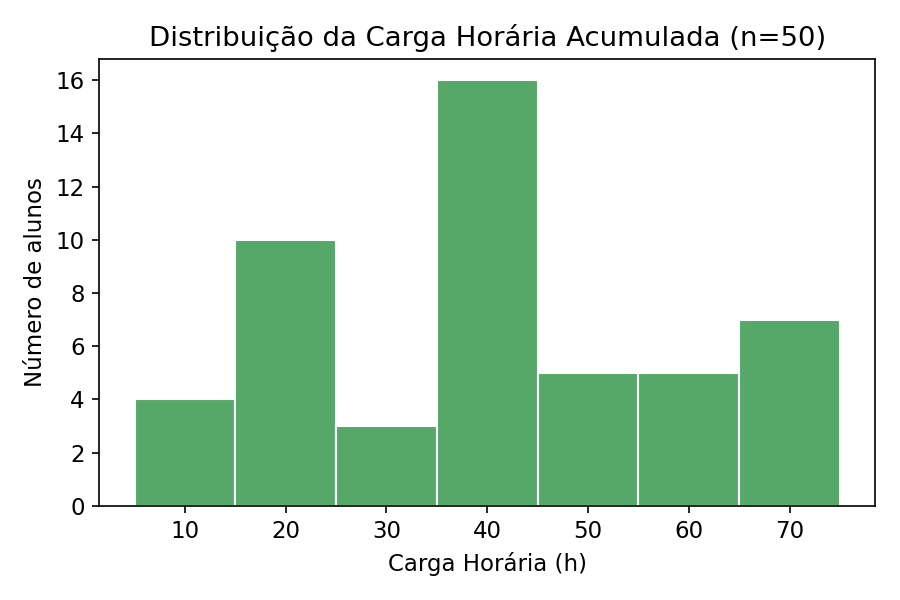 Distribuição da Carga Horária Acumulada (n=50)
Número de alunos
16
14
12
10
8
6
4
2
0
10 20 30 40 50 60 70
Carga Horária (h)